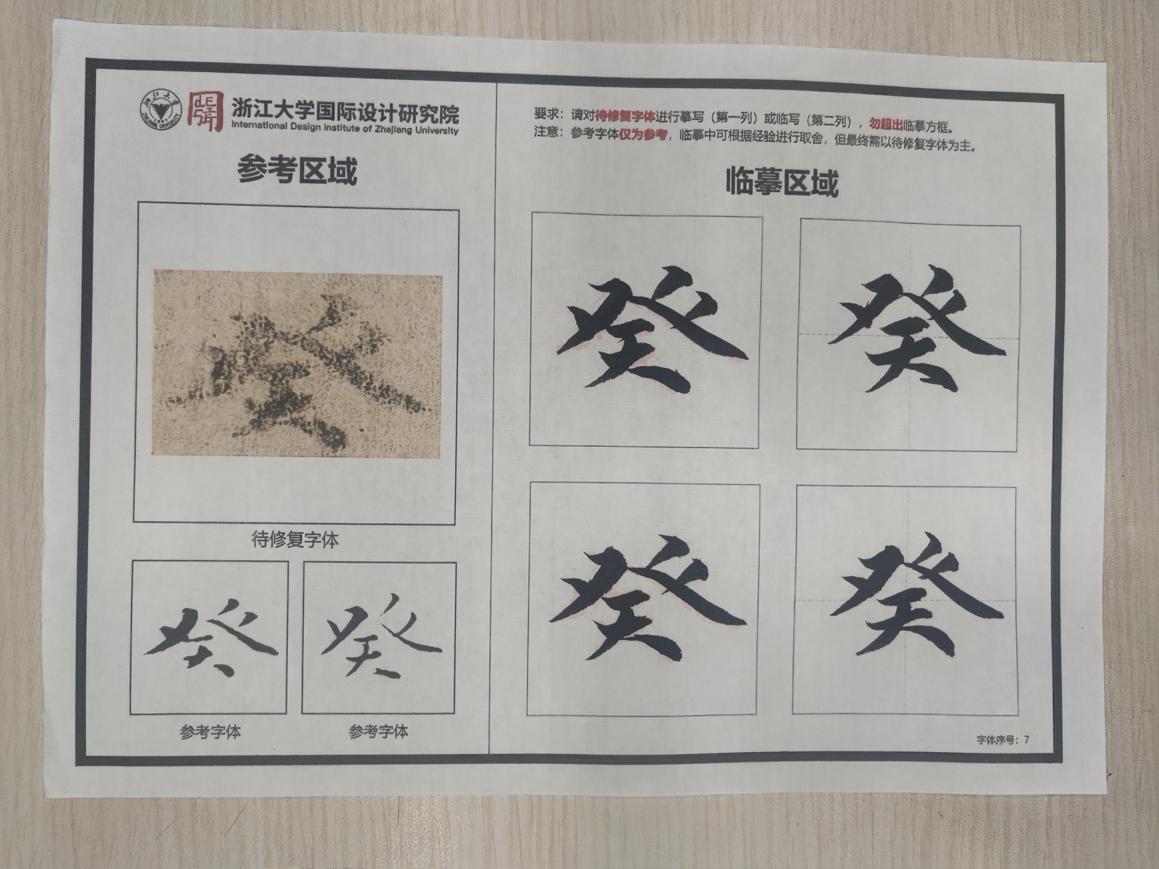 浙江大学国际设计研究院
International Design Institute of Zhejiang University
参考区域
癸
待修复字体
癸 癸
参考字体 参考字体
要求：请对待修复字体进行摹写（第一列）或临写（第二列），勿超出临摹方框。
注意：参考字体仅为参考，临摹中可根据经验进行取舍，但最终需以待修复字体为主。
临摹区域
癸 癸
癸 癸
字体序号：7